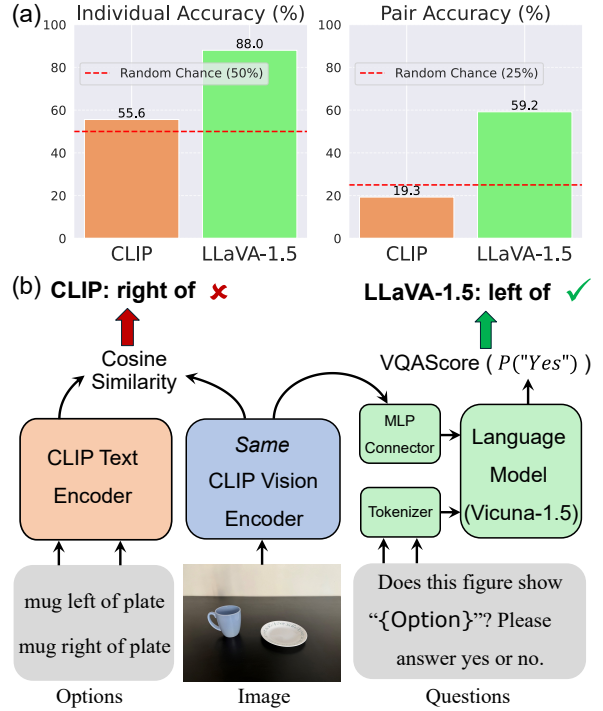 (a)
Individual Accuracy (%)
100
80
60
40
20
0
55.6
88.0
Random Chance (50%)
CLIP
LLaVA-1.5
Pair Accuracy (%)
100
80
60
40
20
0
19.3
59.2
Random Chance (25%)
CLIP
LLaVA-1.5
(b)
CLIP: right of ✘
LLaVA-1.5: left of ✓
Cosine
Similarity
VQAScore ( P("Yes") )
CLIP Text
Encoder
Same
CLIP Vision
Encoder
MLP
Connector
Tokenizer
Language
Model
(Vicuna-1.5)
mug left of plate
mug right of plate
Does this figure show
“{Option}”? Please
answer yes or no.
Options
Image
Questions